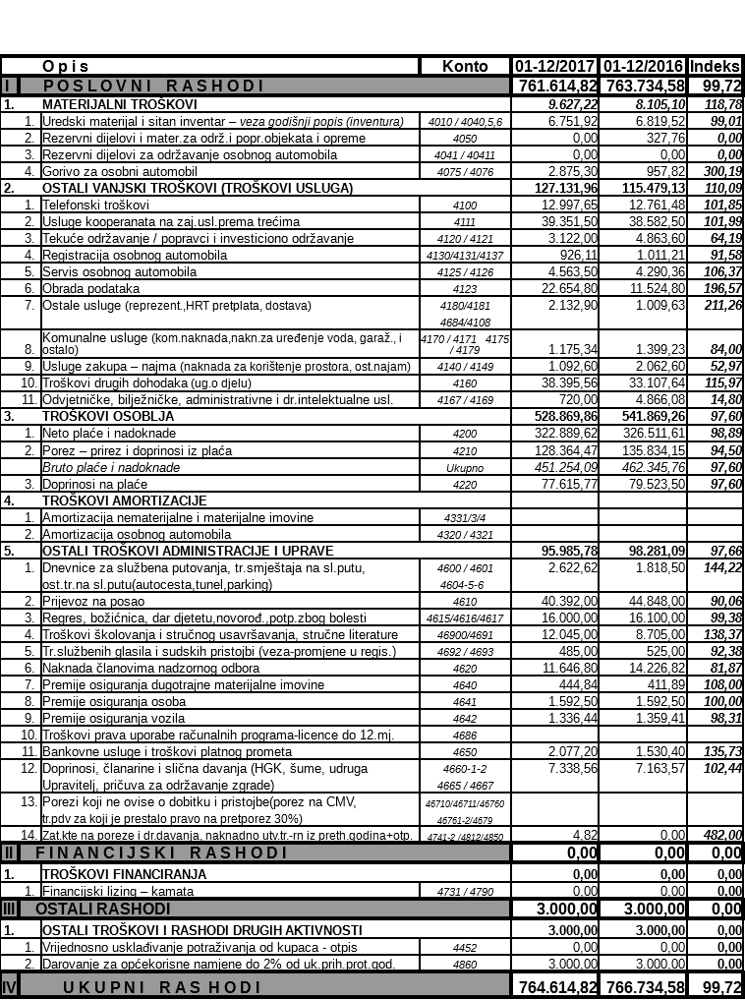 O p i s Konto 01-12/2017 01-12/2016 Indeks
I P O S L O V N I R A S H O D I 761.614,82 763.734,58 99,72
1. MATERIJALNI TROŠKOVI 9.627,22 8.105,10 118,78
1. Uredski materijal i sitan inventar – veza godišnji popis (inventura) 4010 / 4040,5,6 6.751,92 6.819,52 99,01
2. Rezervni dijelovi i mater.za održ.i popr.objekata i opreme 4050 0,00 327,76 0,00
3. Rezervni dijelovi za održavanje osobnog automobila 4041 / 40411 0,00 0,00 0,00
4. Gorivo za osobni automobil 4075 / 4076 2.875,30 957,82 300,19
2. OSTALI VANJSKI TROŠKOVI (TROŠKOVI USLUGA) 127.131,96 115.479,13 110,09
1. Telefonski troškovi 4100 12.997,65 12.761,48 101,85
2. Usluge kooperanata na zaj.usl.prema trećima 4111 39.351,50 38.582,50 101,99
3. Tekuće održavanje / popravci i investiciono održavanje 4120 / 4121 3.122,00 4.863,60 64,19
4. Registracija osobnog automobila 4130/4131/4137 926,11 1.011,21 91,58
5. Servis osobnog automobila 4125 / 4126 4.563,50 4.290,36 106,37
6. Obrada podataka 4123 22.654,80 11.524,80 196,57
7. Ostale usluge (reprezent.,HRT pretplata, dostava) 4180/4181 2.132,90 1.009,63 211,26
4684/4108
Komunalne usluge (kom.naknada,nakn.za uređenje voda, garaž., i 4170 / 4171 4175
8. ostalo) / 4179 1.175,34 1.399,23 84,00
9. Usluge zakupa – najma (naknada za korištenje prostora, ost.najam) 4140 / 4149 1.092,60 2.062,60 52,97
10. Troškovi drugih dohodaka (ug.o djelu) 4160 38.395,56 33.107,64 115,97
11. Odvjetničke, bilježničke, administrativne i dr.intelektualne usl. 4167 / 4169 720,00 4.866,08 14,80
3. TROŠKOVI OSOBLJA 528.869,86 541.869,26 97,60
1. Neto plaće i nadoknade 4200 322.889,62 326.511,61 98,89
2. Porez – prirez i doprinosi iz plaća 4210 128.364,47 135.834,15 94,50
Bruto plaće i nadoknade Ukupno 451.254,09 462.345,76 97,60
3. Doprinosi na plaće 4220 77.615,77 79.523,50 97,60
4. TROŠKOVI AMORTIZACIJE
1. Amortizacija nematerijalne i materijalne imovine 4331/3/4
2. Amortizacija osobnog automobila 4320 / 4321
5. OSTALI TROŠKOVI ADMINISTRACIJE I UPRAVE 95.985,78 98.281,09 97,66
1. Dnevnice za službena putovanja, tr.smještaja na sl.putu, 4600 / 4601 2.622,62 1.818,50 144,22
ost.tr.na sl.putu(autocesta,tunel,parking) 4604-5-6
2. Prijevoz na posao 4610 40.392,00 44.848,00 90,06
3. Regres, božićnica, dar djetetu,novorođ.,potp.zbog bolesti 4615/4616/4617 16.000,00 16.100,00 99,38
4. Troškovi školovanja i stručnog usavršavanja, stručne literature 46900/4691 12.045,00 8.705,00 138,37
5. Tr.službenih glasila i sudskih pristojbi (veza-promjene u regis.) 4692 / 4693 485,00 525,00 92,38
6. Naknada članovima nadzornog odbora 4620 11.646,80 14.226,82 81,87
7. Premije osiguranja dugotrajne materijalne imovine 4640 444,84 411,89 108,00
8. Premije osiguranja osoba 4641 1.592,50 1.592,50 100,00
9. Premije osiguranja vozila 4642 1.336,44 1.359,41 98,31
10. Troškovi prava uporabe računalnih programa-licence do 12.mj. 4686
11. Bankovne usluge i troškovi platnog prometa 4650 2.077,20 1.530,40 135,73
12. Doprinosi, članarine i slična davanja (HGK, šume, udruga 4660-1-2 7.338,56 7.163,57 102,44
Upravitelj, pričuva za održavanje zgrade) 4665 / 4667
13. Porezi koji ne ovise o dobitku i pristojbe(porez na CMV, 46710/46711/46760
tr.pdv za koji je prestalo pravo na pretporez 30%) 46761-2/4679
14. Zat.kte na poreze i dr.davanja, naknadno utv.tr.-rn iz preth.godina+otp. 4741-2 /4812/4850 4,82 0,00 482,00
II F I N A N C I J S K I R A S H O D I 0,00 0,00 0,00
1. TROŠKOVI FINANCIRANJA 0,00 0,00 0,00
1. Financijski lizing – kamata 4731 / 4790 0,00 0,00 0,00
III OSTALI RASHODI 3.000,00 3.000,00 0,00
1. OSTALI TROŠKOVI I RASHODI DRUGIH AKTIVNOSTI 3.000,00 3.000,00 0,00
1. Vrijednosno usklađivanje potraživanja od kupaca - otpis 4452 0,00 0,00 0,00
2. Darovanje za općekorisne namjene do 2% od uk.prih.prot.god. 4860 3.000,00 3.000,00 0,00
IV U K U P N I R A S H O D I 764.614,82 766.734,58 99,72